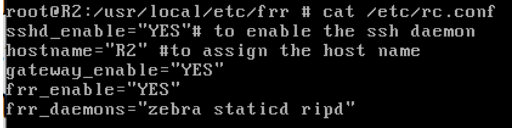 root@R2:/usr/local/etc/frr # cat /etc/rc.conf
sshd_enable="YES"# to enable the ssh daemon
hostname="R2" #to assign the host name
gateway_enable="YES"
frr_enable="YES"
frr_daemons="zebra staticd ripd"